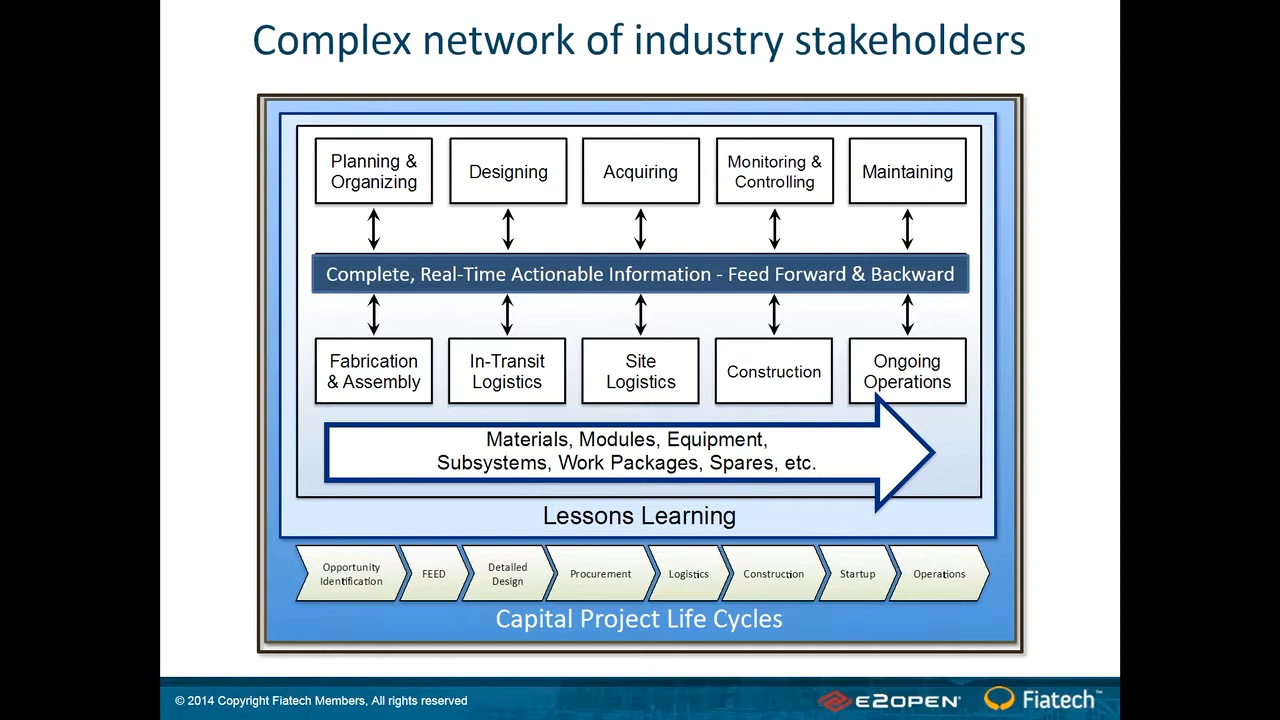 Complex network of industry stakeholders
Planning &
Organizing
Designing
Acquiring
Monitoring &
Controlling
Maintaining
Complete, Real-Time Actionable Information - Feed Forward & Backward
Fabrication
& Assembly
In-Transit
Logistics
Site
Logistics
Construction
Ongoing
Operations
Materials, Modules, Equipment,
Subsystems, Work Packages, Spares, etc.
Lessons Learning
Opportunity
Identification
FEED
Detailed
Design
Procurement
Logistics
Construction
Startup
Operations
Capital Project Life Cycles
© 2014 Copyright Fiatech Members, All rights reserved
E2OPEN
Fiatech™